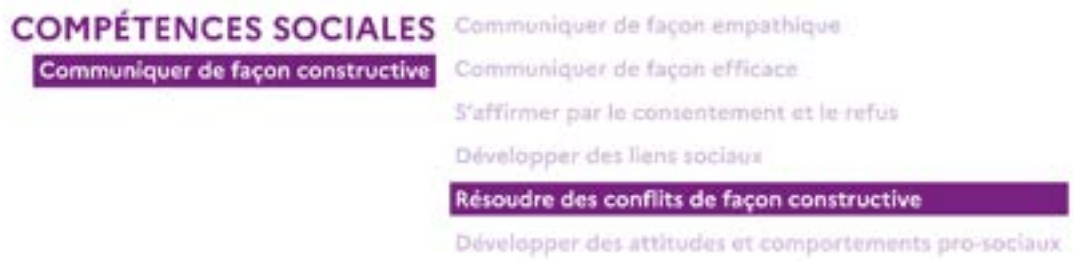 COMPÉTENCES SOCIALES
Communiquer de façon constructive
Communiquer de façon empathique
Communiquer de façon efficace
S'affirmer par le consentement et le refus
Développer des liens sociaux
Résoudre des conflits de façon constructive
Développer des attitudes et comportements pro-sociaux